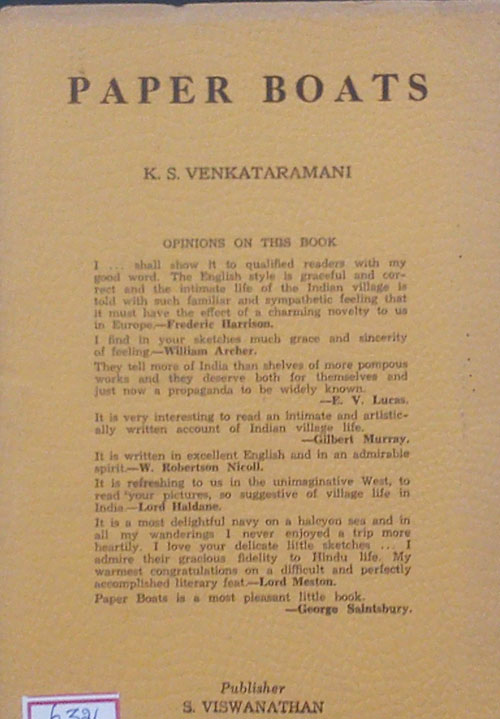 PAPER BOATS
K. S. VENKATARAMANI
OPINIONS ON THIS BOOK
I ... shall show it to qualified readers with my
good word. The English style is graceful and cor-
rect and the intimate life of the Indian village is
told with such familiar and sympathetic feeling that
it must have the effect of a charming novelty to us
in Europe.—Frederic Harrison.
I find in your sketches much grace and sincerity
of feeling.—William Archer.
They tell more of India than shelves of more pompous
works and they deserve both for themselves and
just now a propaganda to be widely known.
—E. V. Lucas.
It is very interesting to read an intimate and artistic-
ally written account of Indian village life.
—Gilbert Murray.
It is written in excellent English and in an admirable
spirit.—W. Robertson Nicoll.
It is refreshing to us in the unimaginative West, to
read 'your pictures, so suggestive of village life in
India.—Lord Haldane.
It is a most delightful navy on a halcyon sea and in
all my wanderings I never enjoyed a trip more
heartily. I love your delicate little sketches ... I
admire their gracious fidelity to Hindu life. My
warmest congratulations on a difficult and perfectly
accomplished literary feat.—Lord Meston.
Paper Boats is a most pleasant little book.
—George Saintsbury.
Publisher
S. VISWANATHAN